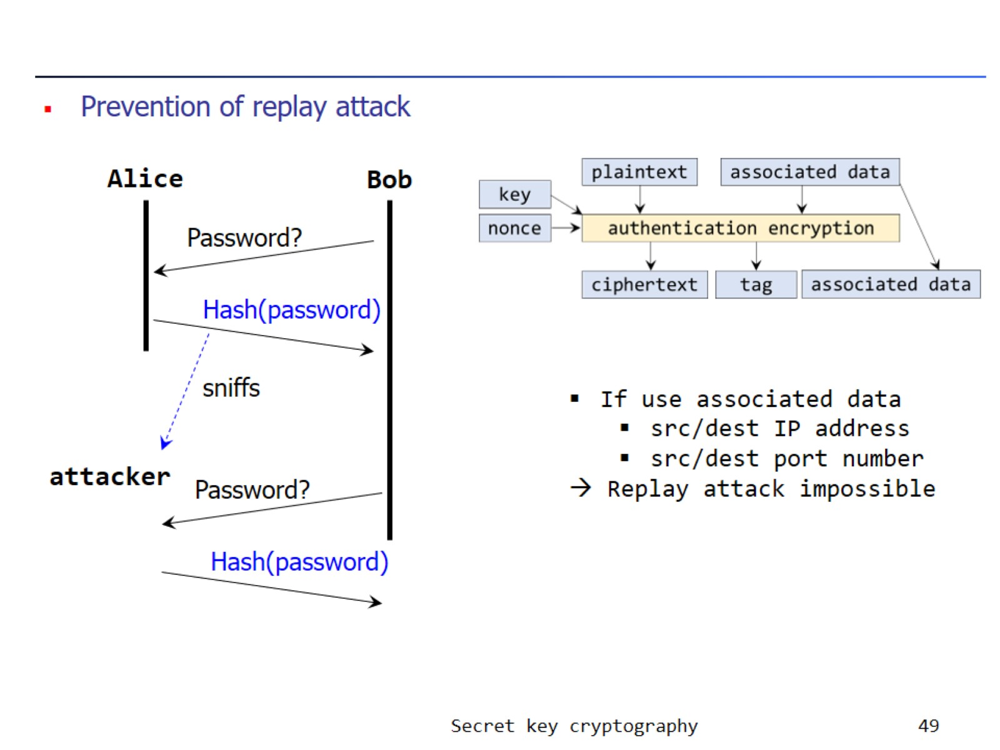 ▪ Prevention of replay attack
Alice
Bob
Password?
Hash(password)
sniffs
attacker
Password?
Hash(password)
plaintext
associated data
key
nonce
authentication encryption
ciphertext
tag
associated data
▪ If use associated data
▪ src/dest IP address
▪ src/dest port number
→ Replay attack impossible
Secret key cryptography
49